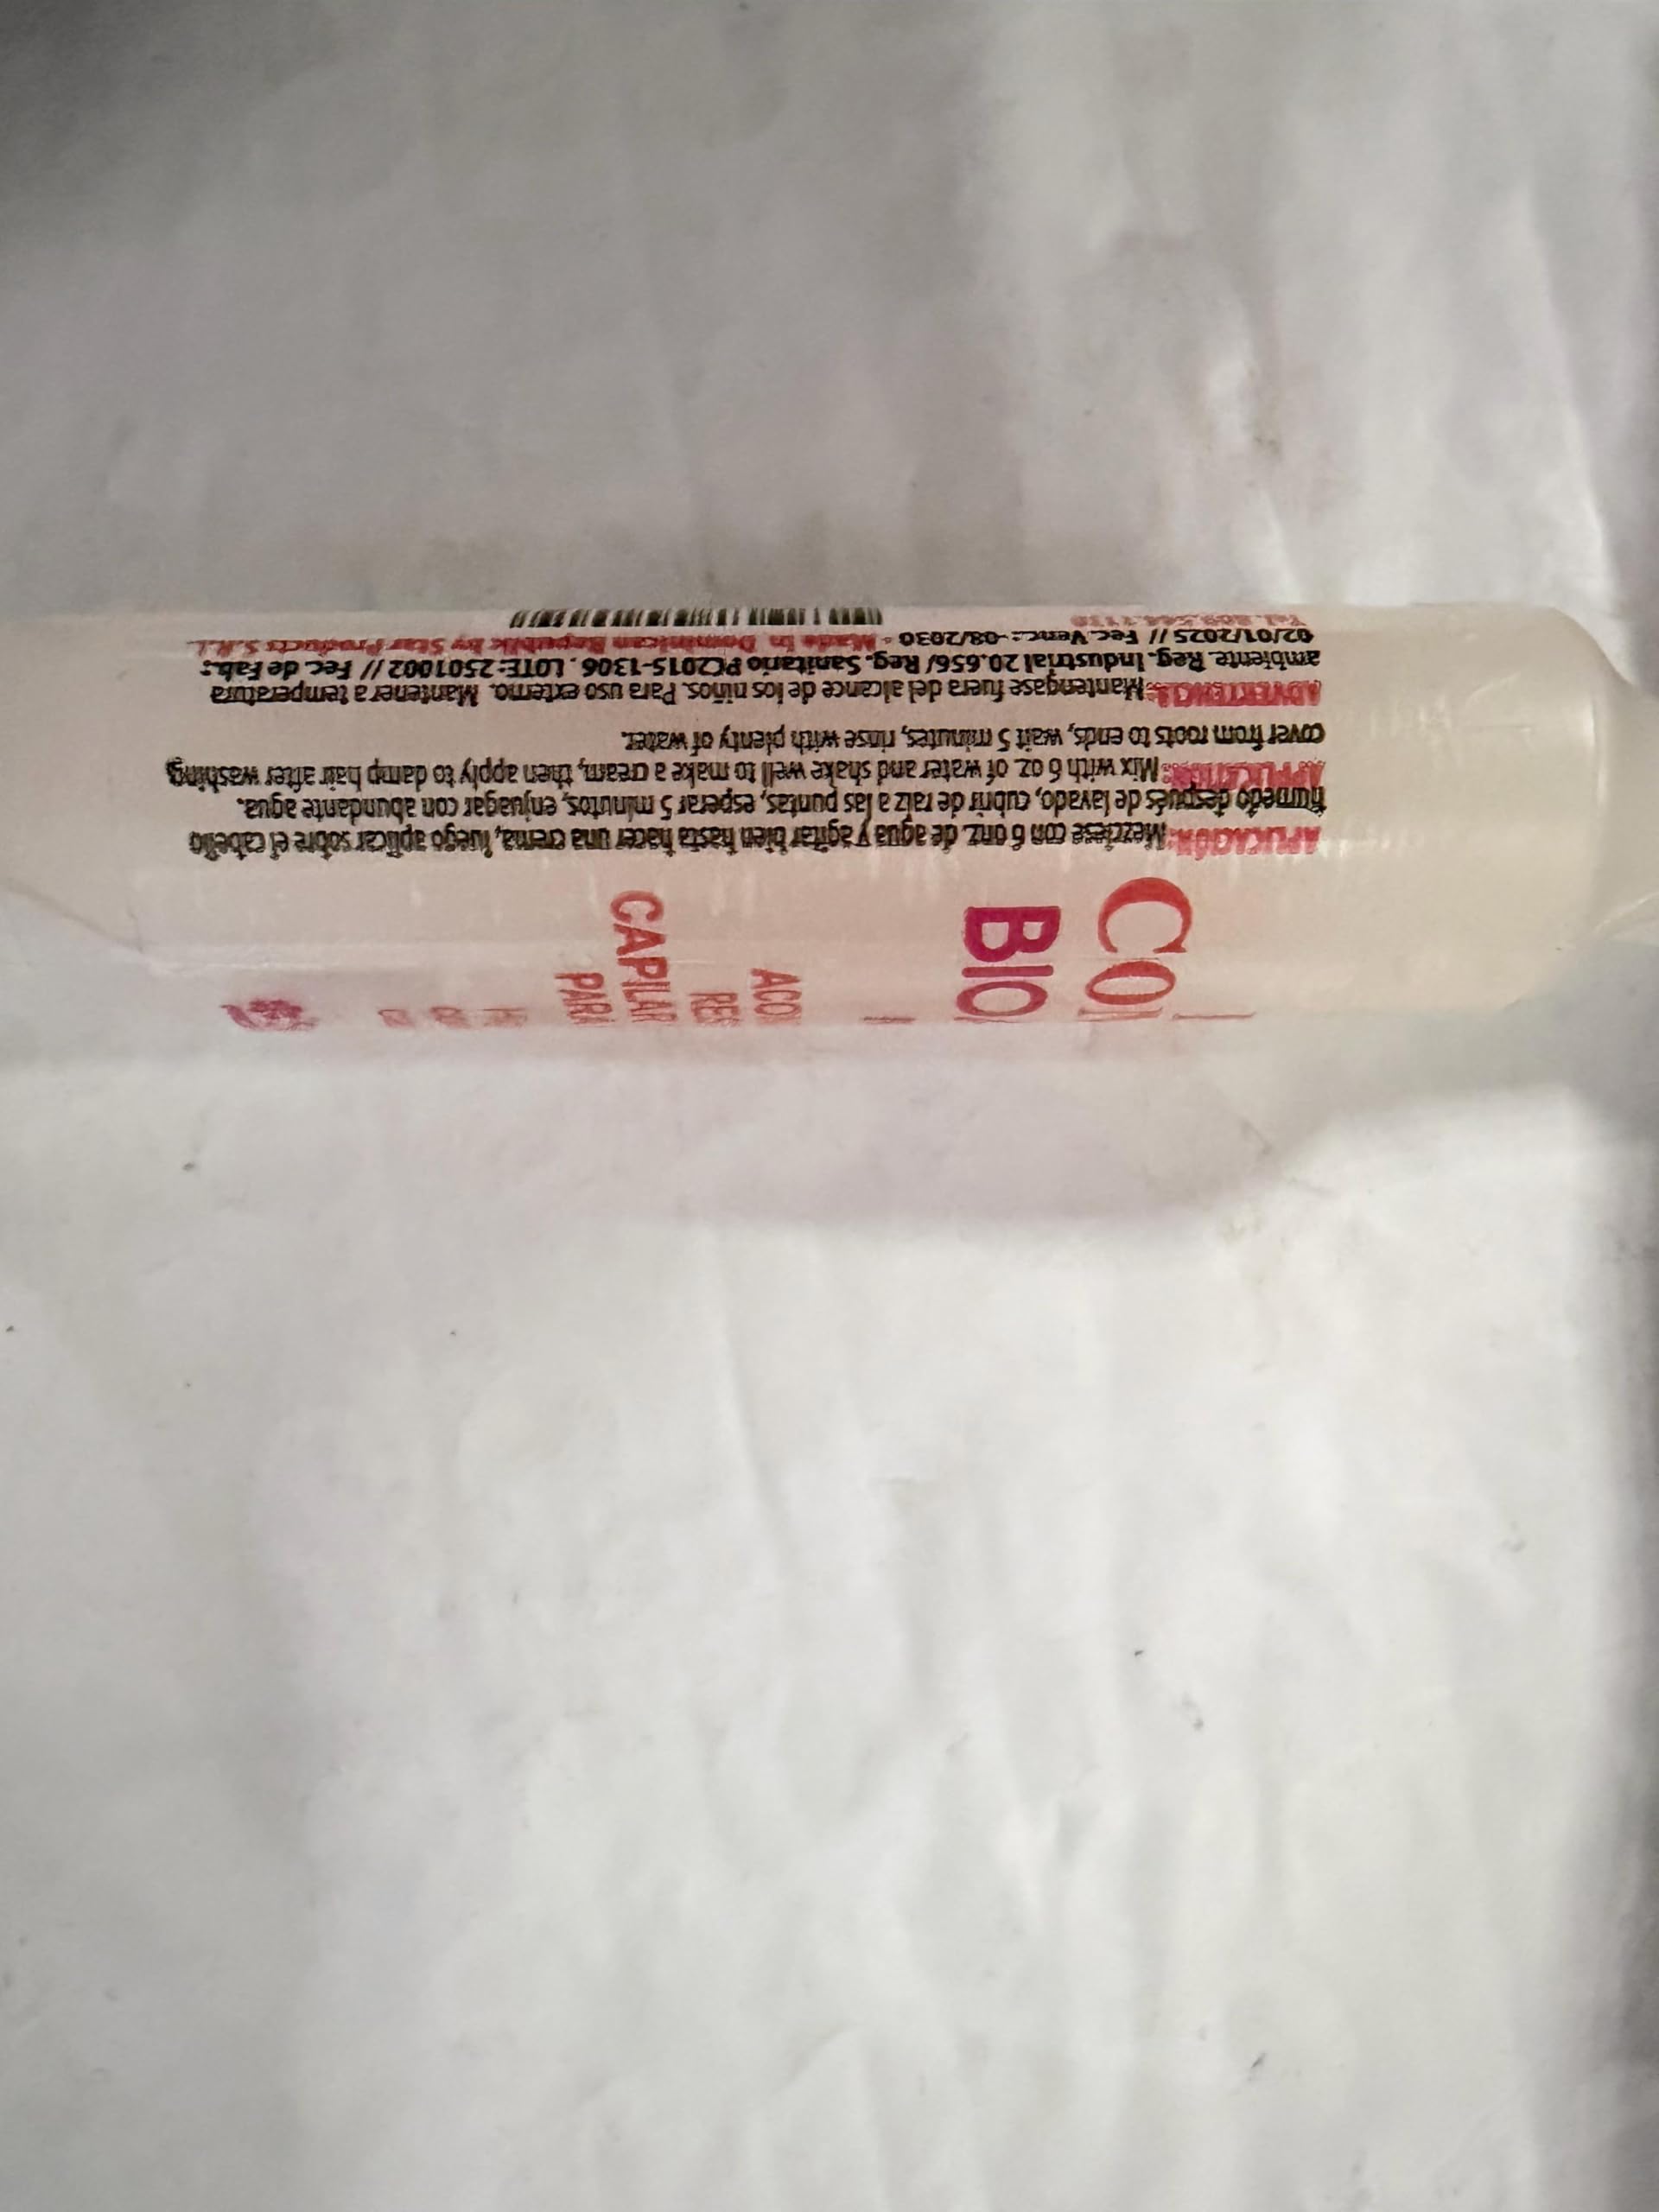 APLICACIÓN: Mezclese con 6 onz. de agua y agitar bien hasta hacer una crema, luego aplicar sobre el cabello
húmedo después de lavado, cubrir de raíz a las puntas, esperar 5 minutos, enjuagar con abundante agua.
APPLICATION: Mix with 6 oz. of water and shake well to make a cream, then apply to damp hair after washing
cover from roots to ends, wait 5 minutes, rinse with plenty of water.
ADVERTENCIA: Mantengase fuera del alcance de los niños. Para uso externo. Mantener a temperatura
ambiente. Reg. Industrial 20.656/ Reg. Sanitario PC2015-1306. LOTE: 2501002 // Fec. de Fab.:
02/01/2025 // Fec. Venc.: -08/2030 - Made In Dominican Republic by Star Products S.R.L.
Tel.
CO
BIO
ACO
RES
CAPILAR
PARA